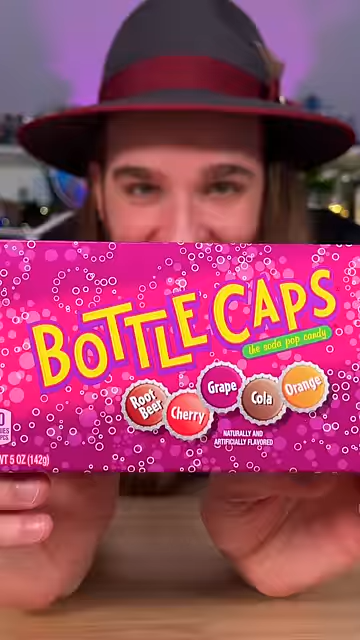 BOTTLE CAPS
the soda pop candy
Root
Beer
Cherry
Grape
Cola
Orange
NATURALLY AND
ARTIFICIALLY FLAVORED
WT 5 OZ (142g)